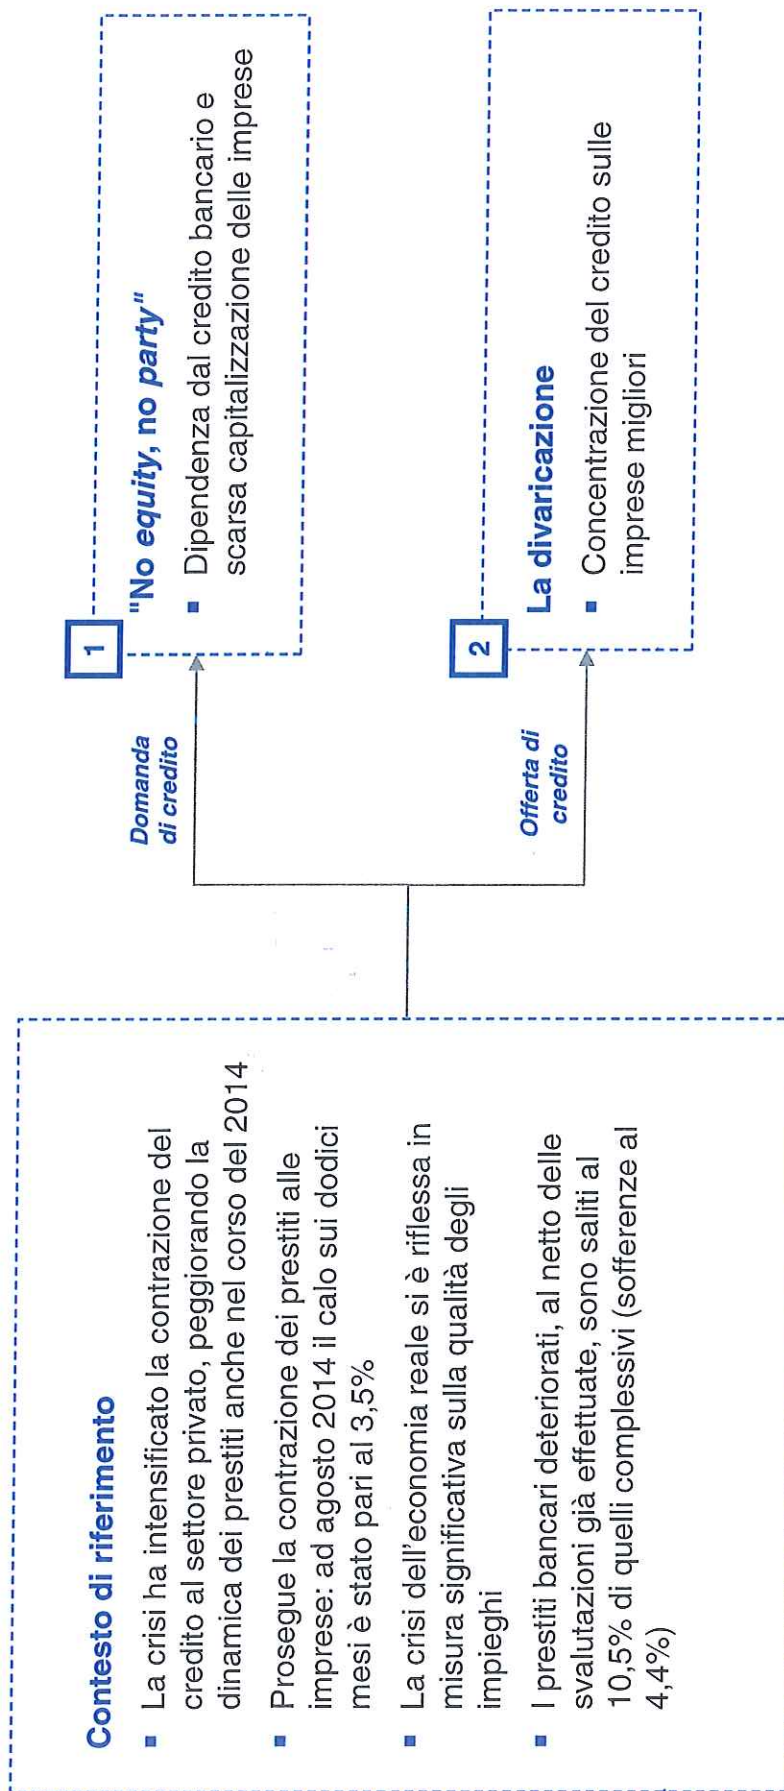 Contesto di riferimento
▪ La crisi ha intensificato la contrazione del
credito al settore privato, peggiorando la
dinamica dei prestiti anche nel corso del 2014
▪ Prosegue la contrazione dei prestiti alle
imprese: ad agosto 2014 il calo sui dodici
mesi è stato pari al 3,5%
▪ La crisi dell'economia reale si è riflessa in
misura significativa sulla qualità degli
impieghi
▪ I prestiti bancari deteriorati, al netto delle
svalutazioni già effettuate, sono saliti al
10,5% di quelli complessivi (sofferenze al
4,4%)
Domanda
di credito
1
"No equity, no party"
▪ Dipendenza dal credito bancario e
scarsa capitalizzazione delle imprese
Offerta di
credito
2
La divaricazione
▪ Concentrazione del credito sulle
imprese migliori